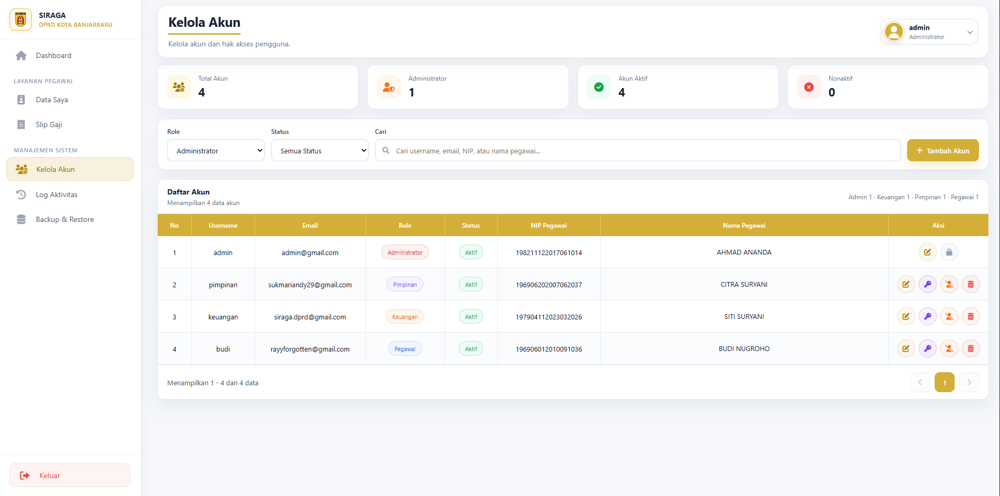 SIRAGA
DPRD KOTA BANJARBARU
Dashboard
LAYANAN PEGAWAI
Data Saya
Slip Gaji
MANAJEMEN SISTEM
Kelola Akun
Log Aktivitas
Backup & Restore
Keluar
Kelola Akun
Kelola akun dan hak akses pengguna.
admin
Administrator
Total Akun
4
Administrator
1
Akun Aktif
4
Nonaktif
0
Role Status Cari
Administrator Semua Status Cari username, email, NIP, atau nama pegawai... + Tambah Akun
Daftar Akun
Menampilkan 4 data akun
Admin 1 · Keuangan 1 · Pimpinan 1 · Pegawai 1
No Username Email Role Status NIP Pegawai Nama Pegawai Aksi
1 admin admin@gmail.com Administrator Aktif 198211122017061014 AHMAD ANANDA
2 pimpinan sukmariandy29@gmail.com Pimpinan Aktif 196906202007062037 CITRA SURYANI
3 keuangan siraga.dprd@gmail.com Keuangan Aktif 197904112023032026 SITI SURYANI
4 budi rayyforgotten@gmail.com Pegawai Aktif 196906012010091036 BUDI NUGROHO
Menampilkan 1 - 4 dari 4 data
1